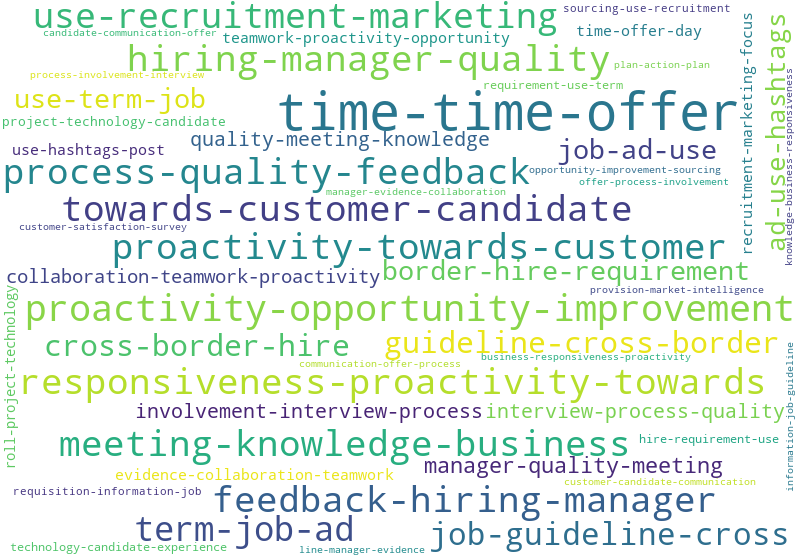 use-recruitment-marketing
sourcing-use-recruitment
candidate-communication-offer
teamwork-proactivity-opportunity
time-offer-day
hiring-manager-quality
plan-action-plan
process-involvement-interview
requirement-use-term
use-term-job
time-time-offer
project-technology-candidate
quality-meeting-knowledge
use-hashtags-post
job-ad-use
process-quality-feedback
opportunity-improvement-sourcing
offer-process-involvement
manager-evidence-collaboration
towards-customer-candidate
customer-satisfaction-survey
proactivity-towards-customer
recruitment-marketing-focus
ad-use-hashtags
knowledge-business-responsiveness
collaboration-teamwork-proactivity
border-hire-requirement
provision-market-intelligence
proactivity-opportunity-improvement
cross-border-hire
guideline-cross-border
business-responsiveness-proactivity
communication-offer-process
responsiveness-proactivity-towards
roll-project-technology
involvement-interview-process
interview-process-quality
information-job-guideline
meeting-knowledge-business
hire-requirement-use
manager-quality-meeting
evidence-collaboration-teamwork
customer-candidate-communication
requisition-information-job
feedback-hiring-manager
term-job-ad
job-guideline-cross
technology-candidate-experience
line-manager-evidence